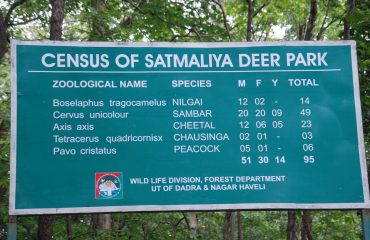 CENSUS OF SATMALIYA DEER PARK
ZOOLOGICAL NAME SPECIES M F Y TOTAL
Boselaphus tragocamelus NILGAI 12 02 - 14
Cervus unicolour SAMBAR 20 20 09 49
Axis axis CHEETAL 12 06 05 23
Tetracerus quadricornisx CHAUSINGA 02 01 - 03
Pavo cristatus PEACOCK 05 01 - 06
51 30 14 95
WILD LIFE DIVISION, FOREST DEPARTMENT
UT OF DADRA & NAGAR HAVELI